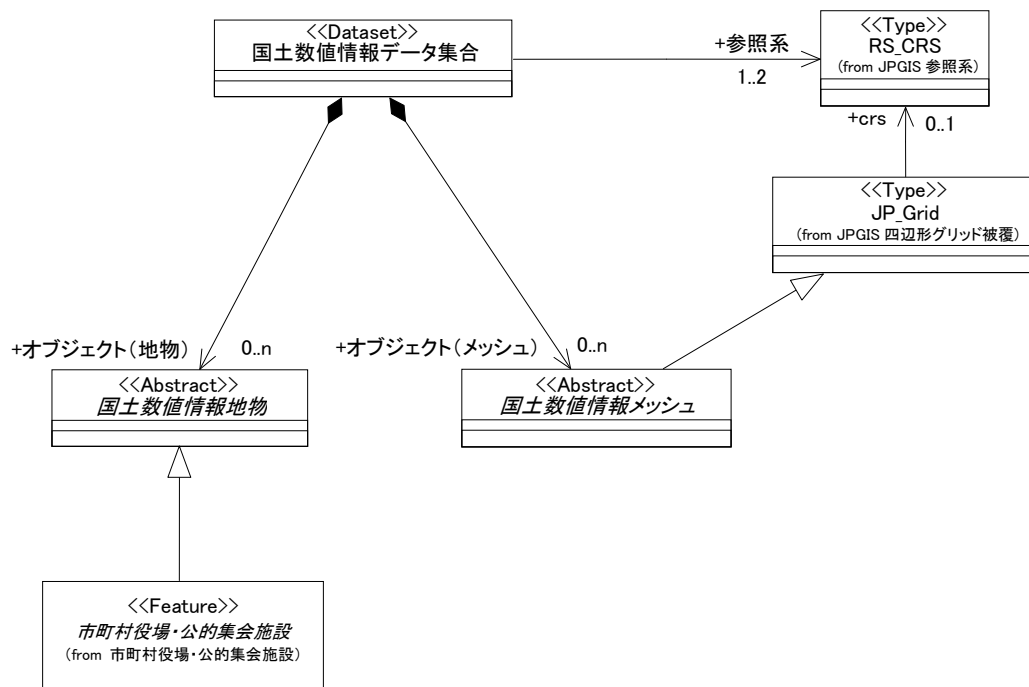 <<Dataset>>
国土数値情報データ集合
+参照系
1..2
<<Type>>
RS_CRS
(from JPGIS 参照系)
+crs
0..1
<<Type>>
JP_Grid
(from JPGIS 四辺形グリッド被覆)
+オブジェクト(地物)
0..n
+オブジェクト(メッシュ)
0..n
<<Abstract>>
国土数値情報地物
<<Abstract>>
国土数値情報メッシュ
<<Feature>>
市町村役場・公的集会施設
(from 市町村役場・公的集会施設)